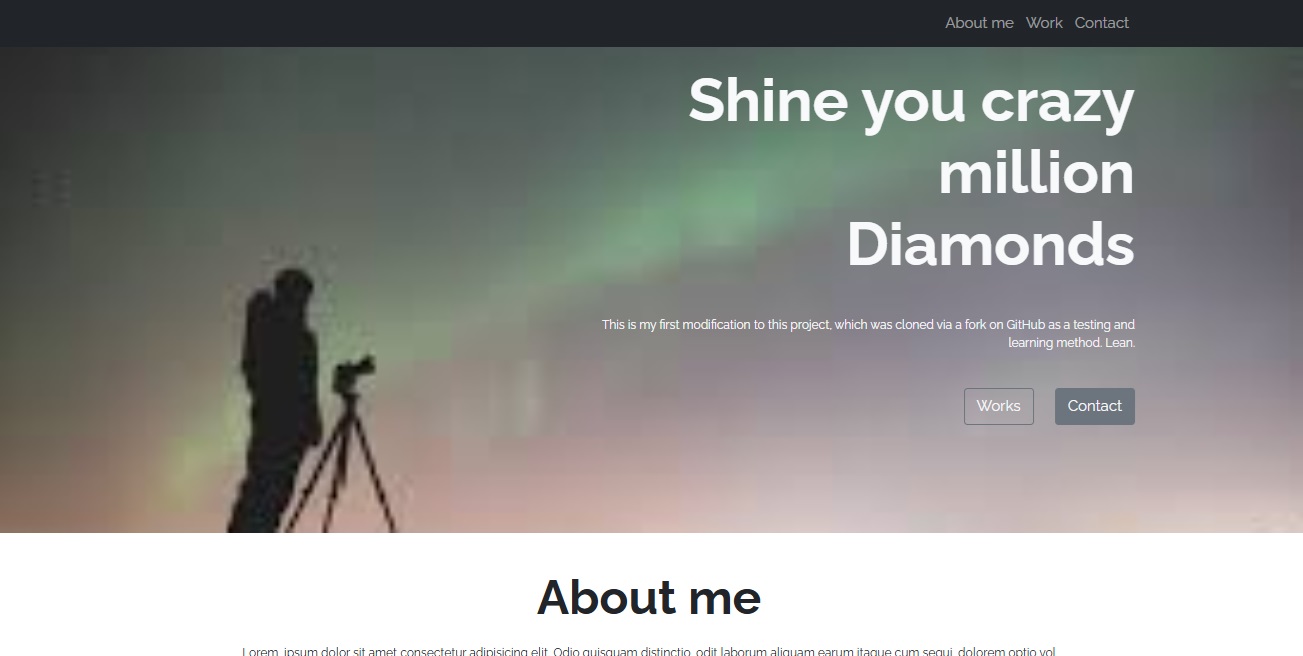 About me Work Contact
Shine you crazy
million
Diamonds
This is my first modification to this project, which was cloned via a fork on GitHub as a testing and
learning method. Lean.
Works Contact
About me
Lorem, ipsum dolor sit amet consectetur adipisicing elit. Odio quisquam distinctio, odit laborum aliquam earum itaque cum sequi, dolorem optio vol